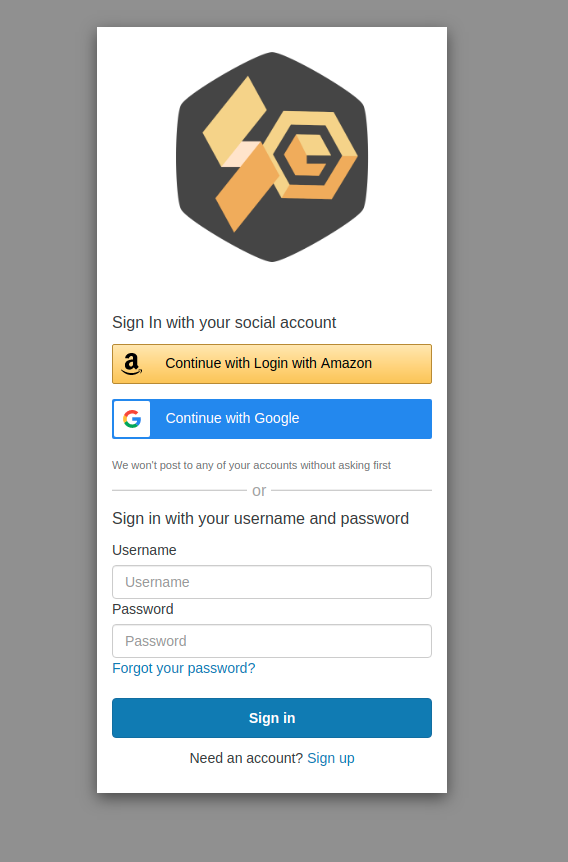 Sign In with your social account
Continue with Login with Amazon
Continue with Google
We won't post to any of your accounts without asking first
or
Sign in with your username and password
Username
Username
Password
Password
Forgot your password?
Sign in
Need an account? Sign up